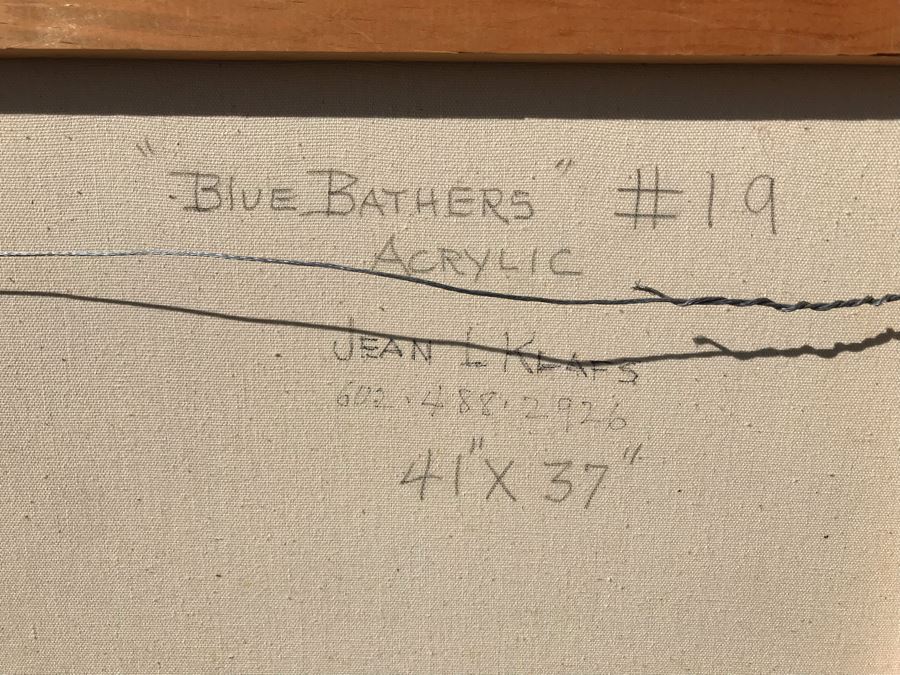 "Blue Bathers" #19
Acrylic
Jean L Klafs
602.488.2926
41" X 37"